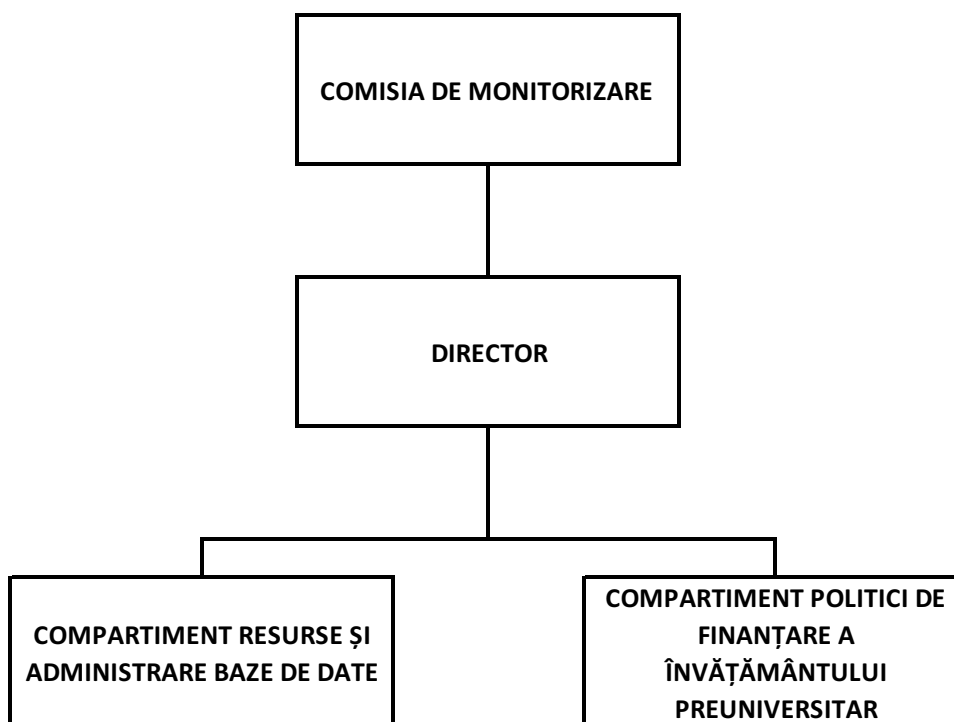 COMISIA DE MONITORIZARE
DIRECTOR
COMPARTIMENT RESURSE ȘI
ADMINISTRARE BAZE DE DATE
COMPARTIMENT POLITICI DE
FINANȚARE A
ÎNVĂȚĂMÂNTULUI
PREUNIVERSITAR